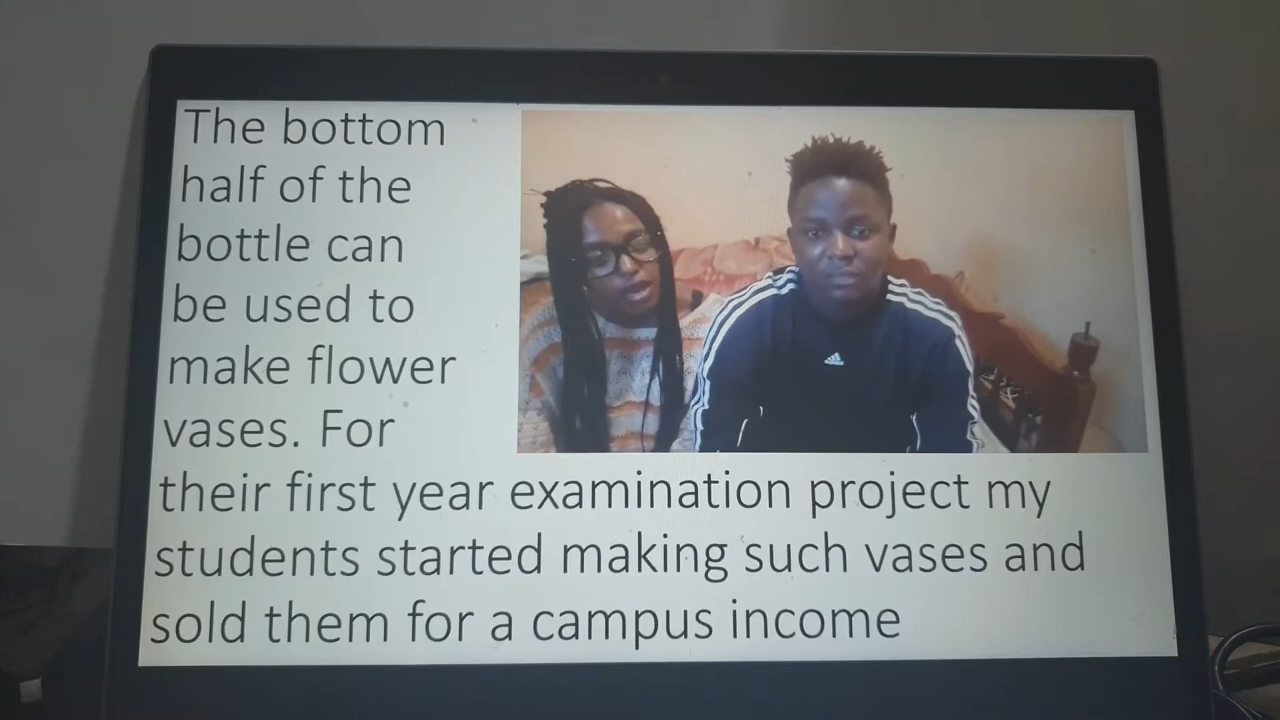 The bottom
half of the
bottle can
be used to
make flower
vases. For
their first year examination project my
students started making such vases and
sold them for a campus income